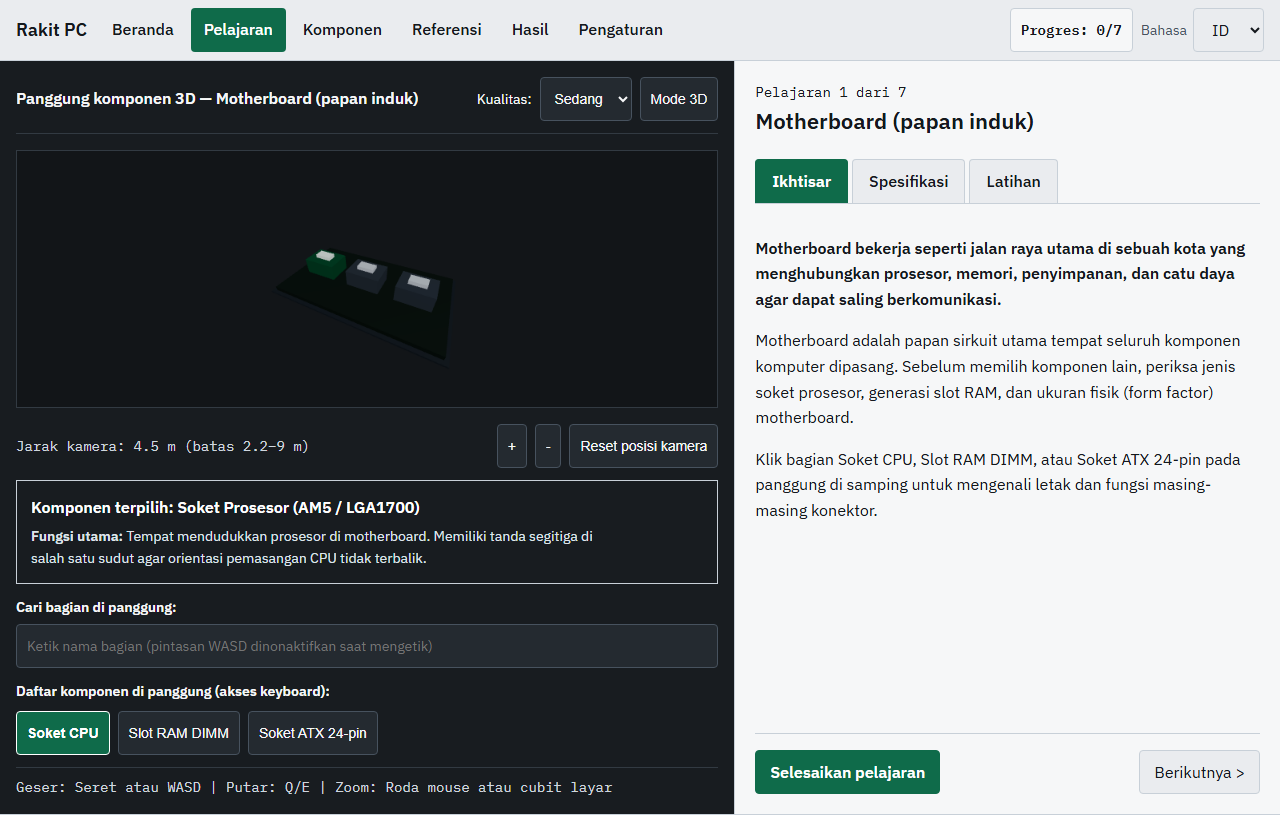 Rakit PC Beranda Pelajaran Komponen Referensi Hasil Pengaturan Progres: 0/7 Bahasa ID
Panggung komponen 3D — Motherboard (papan induk) Kualitas: Sedang Mode 3D
Jarak kamera: 4.5 m (batas 2.2–9 m) + - Reset posisi kamera
Komponen terpilih: Soket Prosesor (AM5 / LGA1700)
Fungsi utama: Tempat mendudukkan prosesor di motherboard. Memiliki tanda segitiga di
salah satu sudut agar orientasi pemasangan CPU tidak terbalik.
Cari bagian di panggung:
Ketik nama bagian (pintasan WASD dinonaktifkan saat mengetik)
Daftar komponen di panggung (akses keyboard):
Soket CPU Slot RAM DIMM Soket ATX 24-pin
Geser: Seret atau WASD | Putar: Q/E | Zoom: Roda mouse atau cubit layar
Pelajaran 1 dari 7
Motherboard (papan induk)
Ikhtisar Spesifikasi Latihan
Motherboard bekerja seperti jalan raya utama di sebuah kota yang
menghubungkan prosesor, memori, penyimpanan, dan catu daya
agar dapat saling berkomunikasi.
Motherboard adalah papan sirkuit utama tempat seluruh komponen
komputer dipasang. Sebelum memilih komponen lain, periksa jenis
soket prosesor, generasi slot RAM, dan ukuran fisik (form factor)
motherboard.
Klik bagian Soket CPU, Slot RAM DIMM, atau Soket ATX 24-pin pada
panggung di samping untuk mengenali letak dan fungsi masing-
masing konektor.
Selesaikan pelajaran Berikutnya >